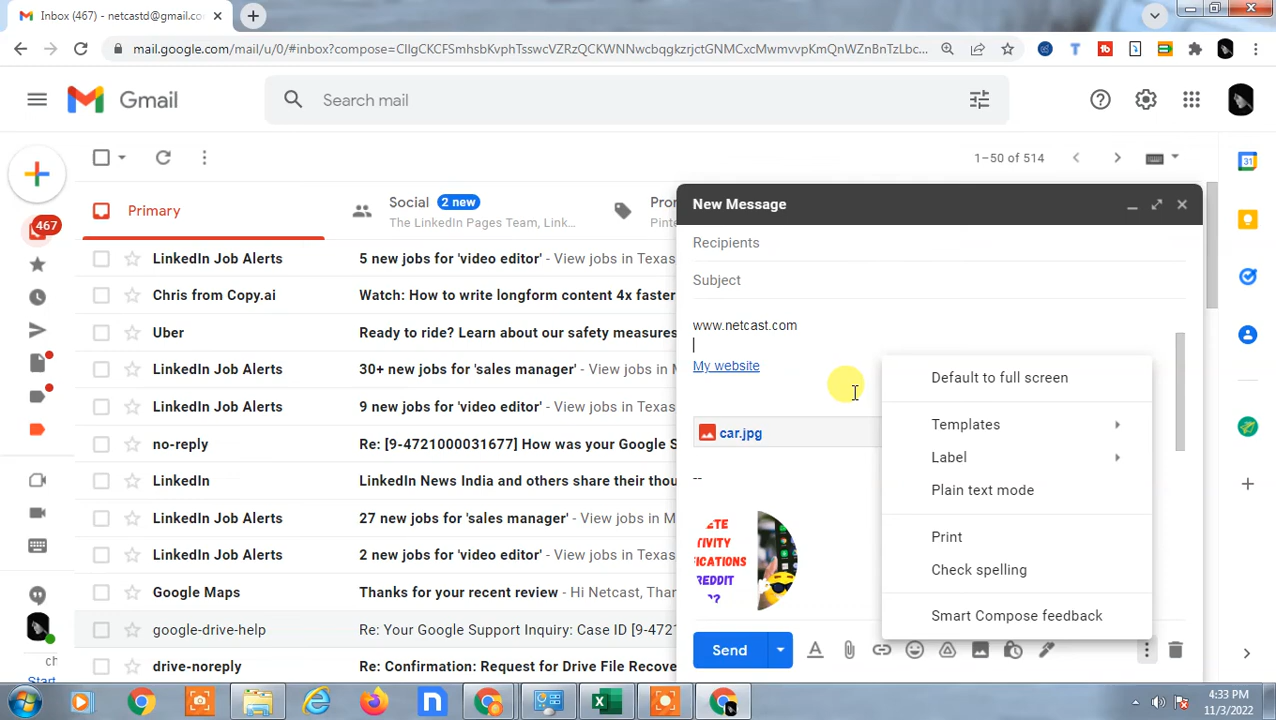 Inbox (467) - netcastd@gmail.co
mail.google.com/mail/u/0/#inbox?compose=
Gmail
Search mail
1–50 of 514
Primary
Social 2 new
The LinkedIn Pages Team, Link...
Pro
Pint
467
LinkedIn Job Alerts 5 new jobs for 'video editor' - View jobs in Texas
Chris from Copy.ai Watch: How to write longform content 4x faster
Uber Ready to ride? Learn about our safety measures
LinkedIn Job Alerts 30+ new jobs for 'sales manager' - View jobs in
LinkedIn Job Alerts 9 new jobs for 'video editor' - View jobs in Texas
no-reply Re: [9-4721000031677] How was your Google S
LinkedIn LinkedIn News India and others share their thou
LinkedIn Job Alerts 27 new jobs for 'sales manager' - View jobs in M
LinkedIn Job Alerts 2 new jobs for 'video editor' - View jobs in Texas
Google Maps Thanks for your recent review - Hi Netcast, Than
google-drive-help Re: Your Google Support Inquiry: Case ID [9-472
drive-noreply Re: Confirmation: Request for Drive File Recove
ch
Start
New Message
Recipients
Subject
www.netcast.com
My website
car.jpg
--
ETE
TIVITY
ICATIONS
REDDIT
D?
Default to full screen
Templates
Label
Plain text mode
Print
Check spelling
Smart Compose feedback
Send
31
4:33 PM
11/3/2022